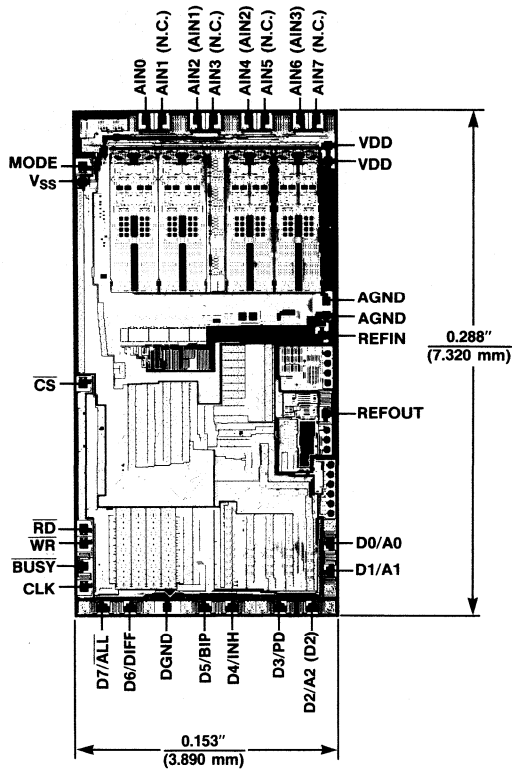 AIN0
AIN1 (N.C.)
AIN2 (AIN1)
AIN3 (N.C.)
AIN4 (AIN2)
AIN5 (N.C.)
AIN6 (AIN3)
AIN7 (N.C.)
MODE
VSS
VDD
VDD
AGND
AGND
REFIN
0.288"
(7.320 mm)
CS
REFOUT
RD
WR
BUSY
CLK
D0/A0
D1/A1
D7/ALL
D6/DIFF
DGND
D5/BIP
D4/INH
D3/PD
D2/A2 (D2)
0.153"
(3.890 mm)